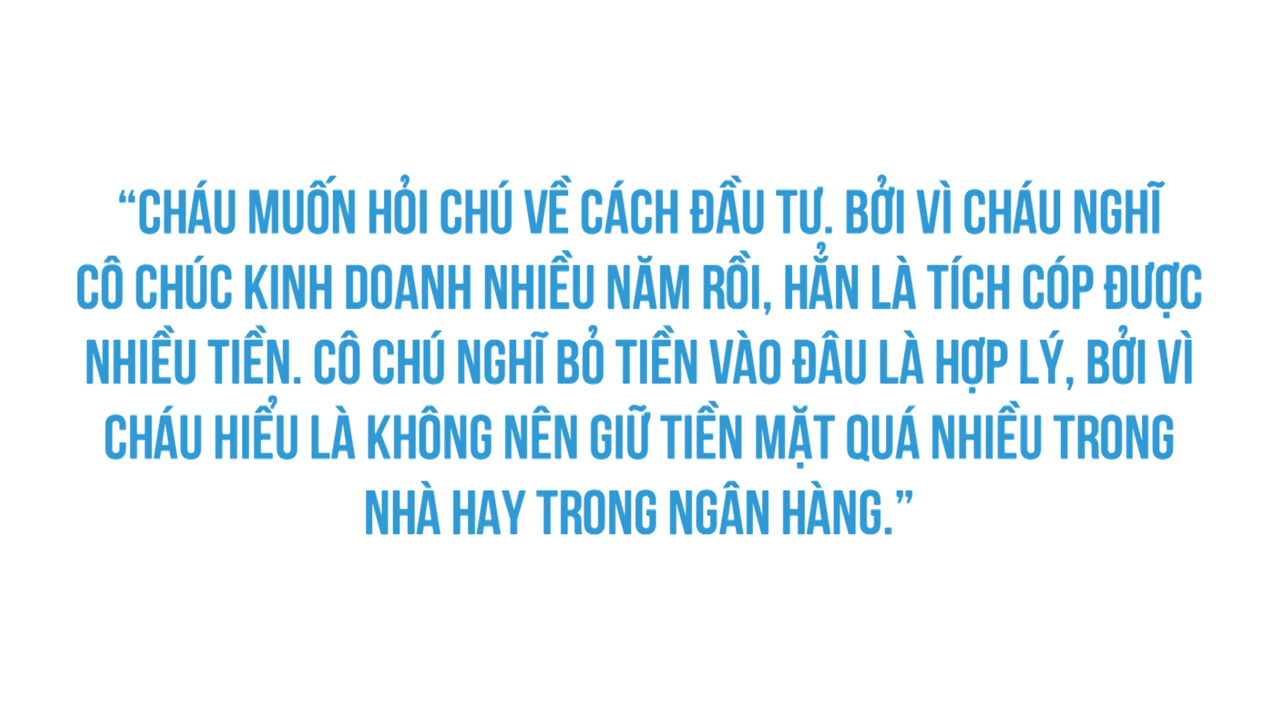 “CHÁU MUỐN HỎI CHÚ VỀ CÁCH ĐẦU TƯ. BỞI VÌ CHÁU NGHĨ
CÔ CHÚC KINH DOANH NHIỀU NĂM RỒI, HẲN LÀ TÍCH CÓP ĐƯỢC
NHIỀU TIỀN. CÔ CHÚ NGHĨ BỎ TIỀN VÀO ĐÂU LÀ HỢP LÝ, BỞI VÌ
CHÁU HIỂU LÀ KHÔNG NÊN GIỮ TIỀN MẶT QUÁ NHIỀU TRONG
NHÀ HAY TRONG NGÂN HÀNG.”